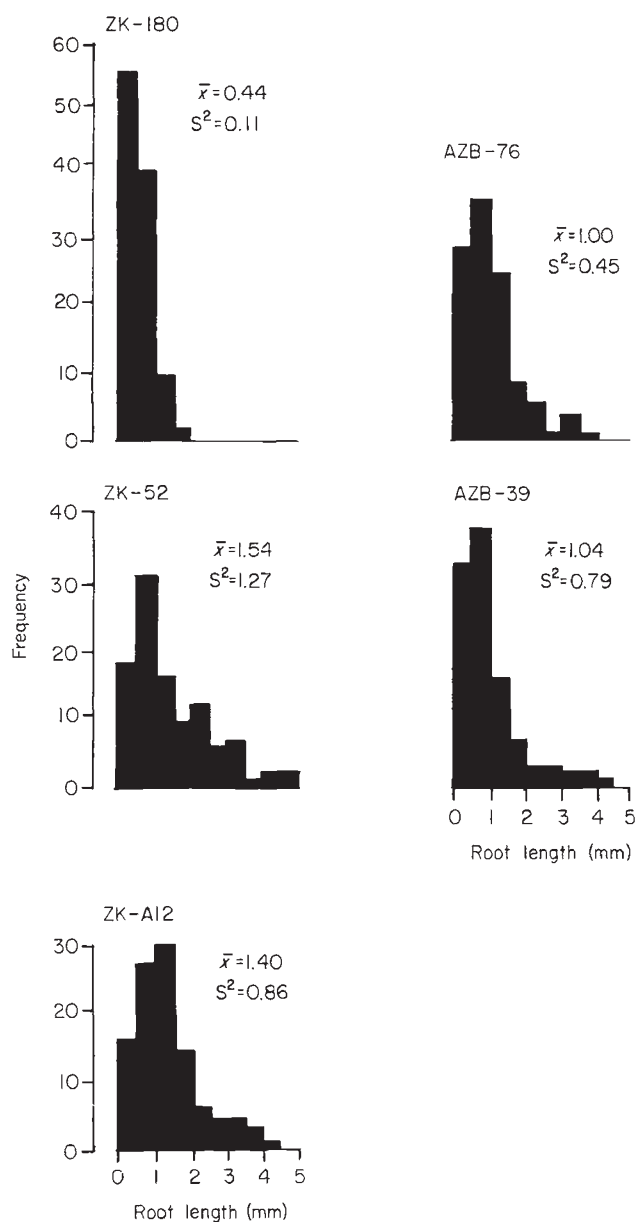 ZK-180
60
50
40
30
20
10
0
x̄=0.44
S²=0.11
AZB-76
x̄=1.00
S²=0.45
ZK-52
40
30
20
10
0
Frequency
x̄=1.54
S²=1.27
AZB-39
x̄=1.04
S²=0.79
0 1 2 3 4 5
Root length (mm)
ZK-A12
30
20
10
0
x̄=1.40
S²=0.86
0 1 2 3 4 5
Root length (mm)